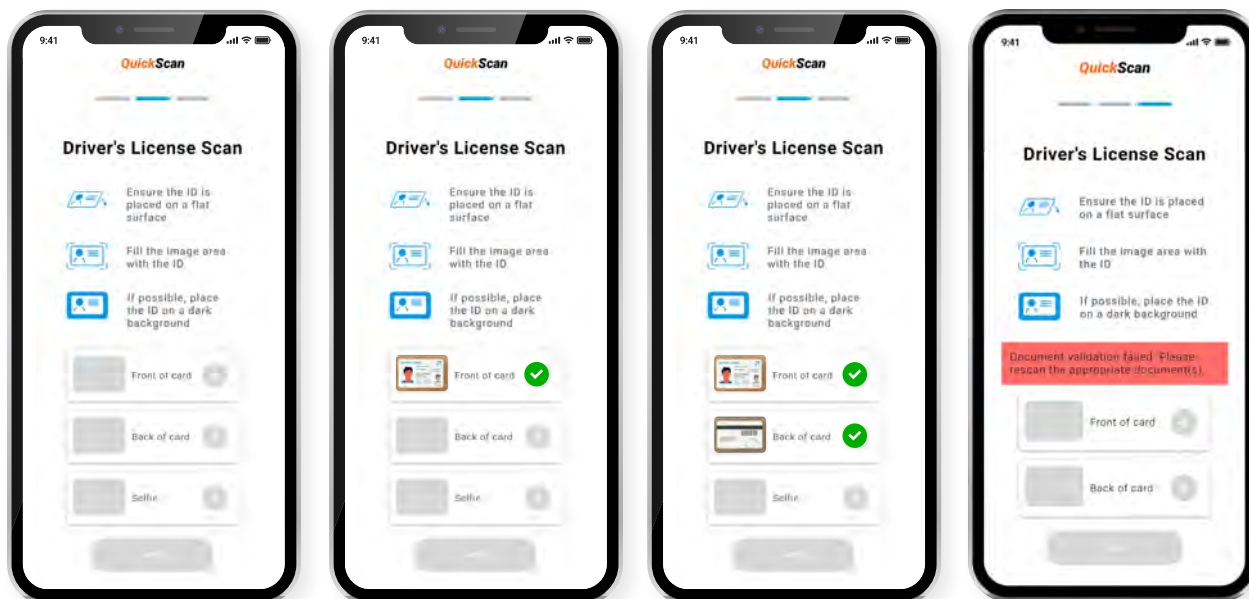 9:41
QuickScan
Driver's License Scan
Ensure the ID is
placed on a flat
surface
Fill the image area
with the ID
If possible, place
the ID on a dark
background
Front of card
Back of card
Selfie
9:41
QuickScan
Driver's License Scan
Ensure the ID is
placed on a flat
surface
Fill the image area
with the ID
If possible, place
the ID on a dark
background
Front of card
Back of card
Selfie
9:41
QuickScan
Driver's License Scan
Ensure the ID is
placed on a flat
surface
Fill the image area
with the ID
If possible, place
the ID on a dark
background
Front of card
Back of card
Selfie
9:41
QuickScan
Driver's License Scan
Ensure the ID is placed
on a flat surface
Fill the image area with
the ID
If possible, place the ID
on a dark background
Document validation failed. Please
rescan the appropriate document(s).
Front of card
Back of card